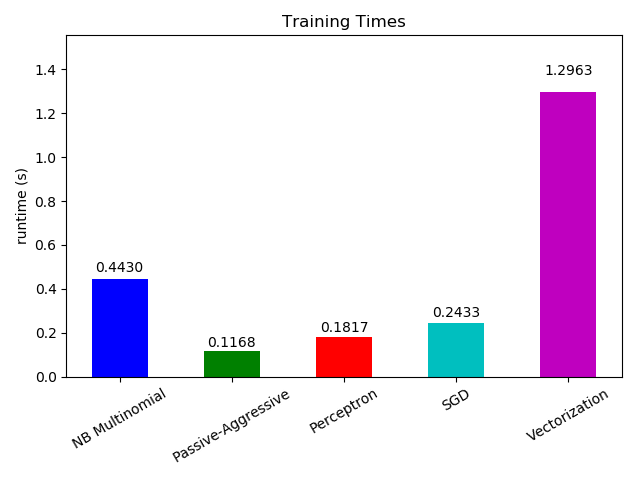 Training Times
runtime (s)
1.4
1.2
1.0
0.8
0.6
0.4
0.2
0.0
0.4430
0.1168
0.1817
0.2433
1.2963
NB Multinomial
Passive-Aggressive
Perceptron
SGD
Vectorization